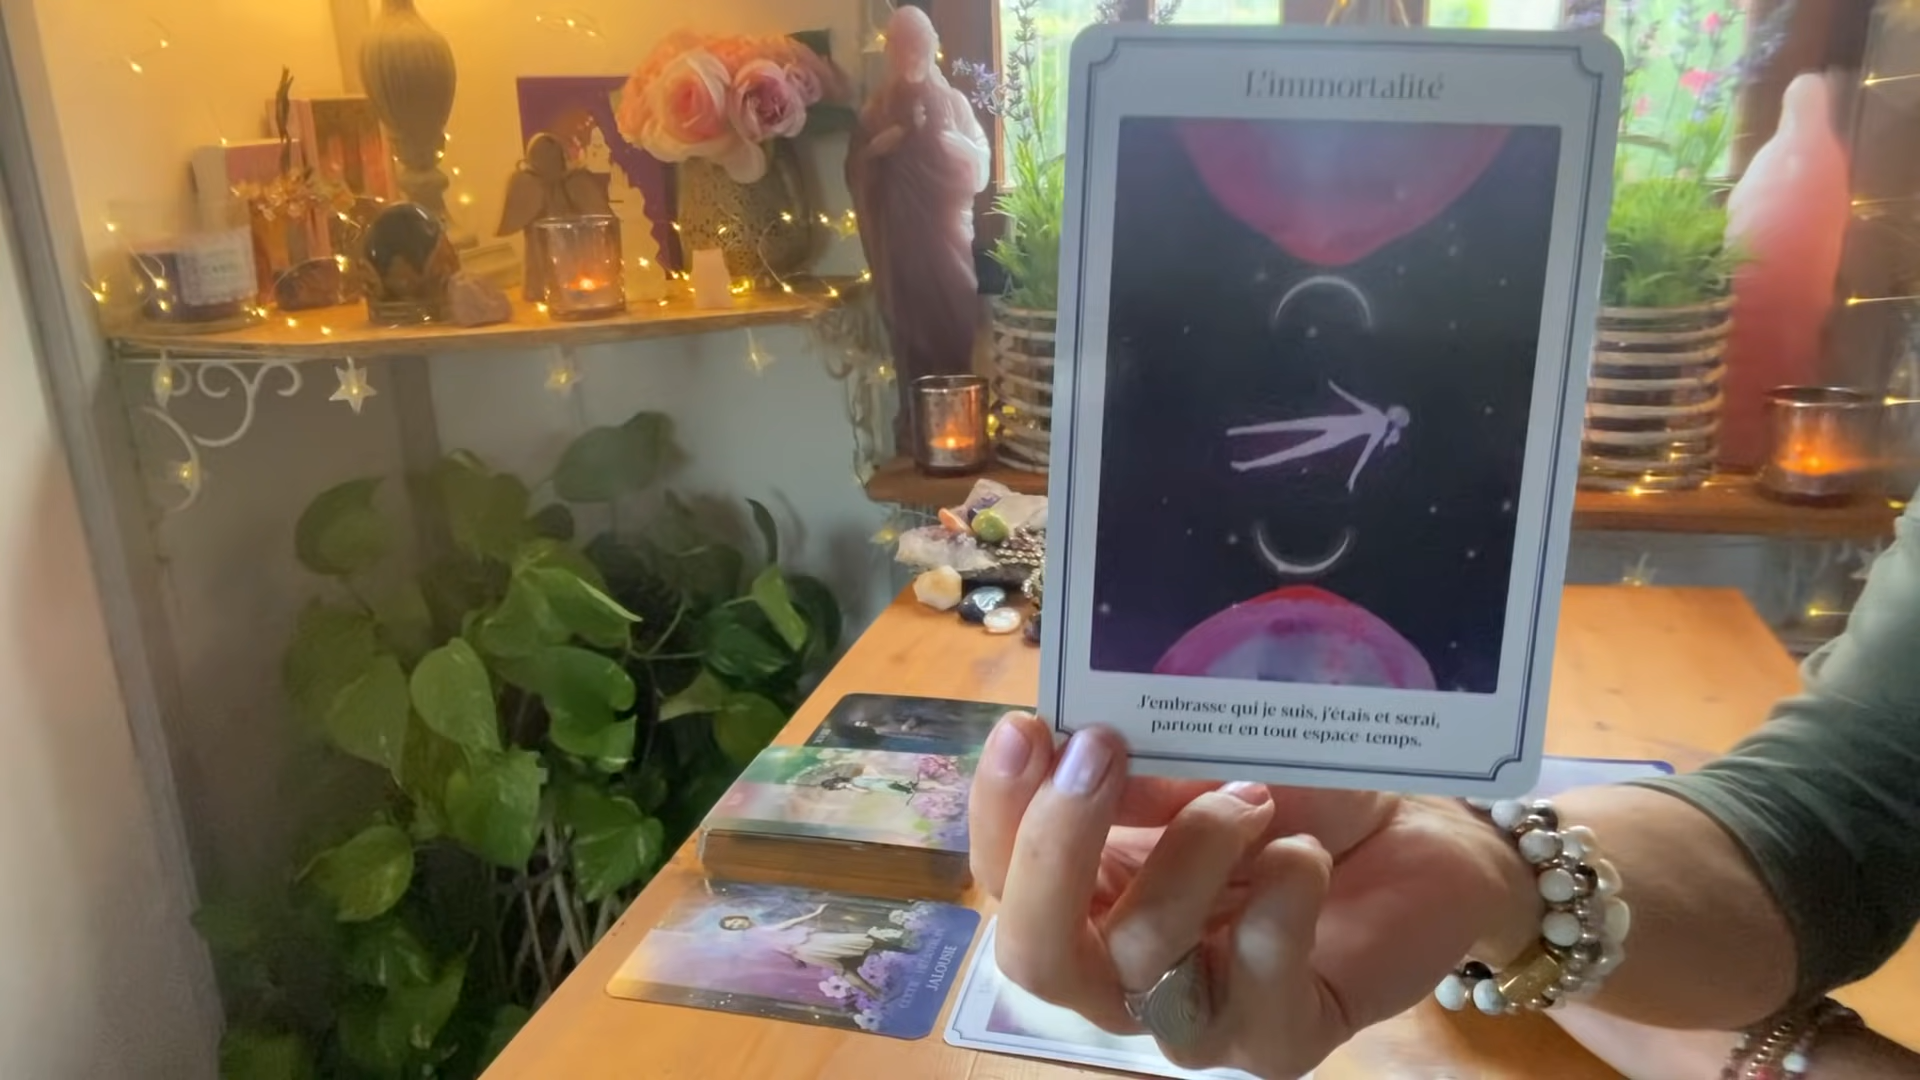 L'immortalité
J'embrasse qui je suis, j'étais et serai,
partout et en tout espace-temps.
JALOUSIE